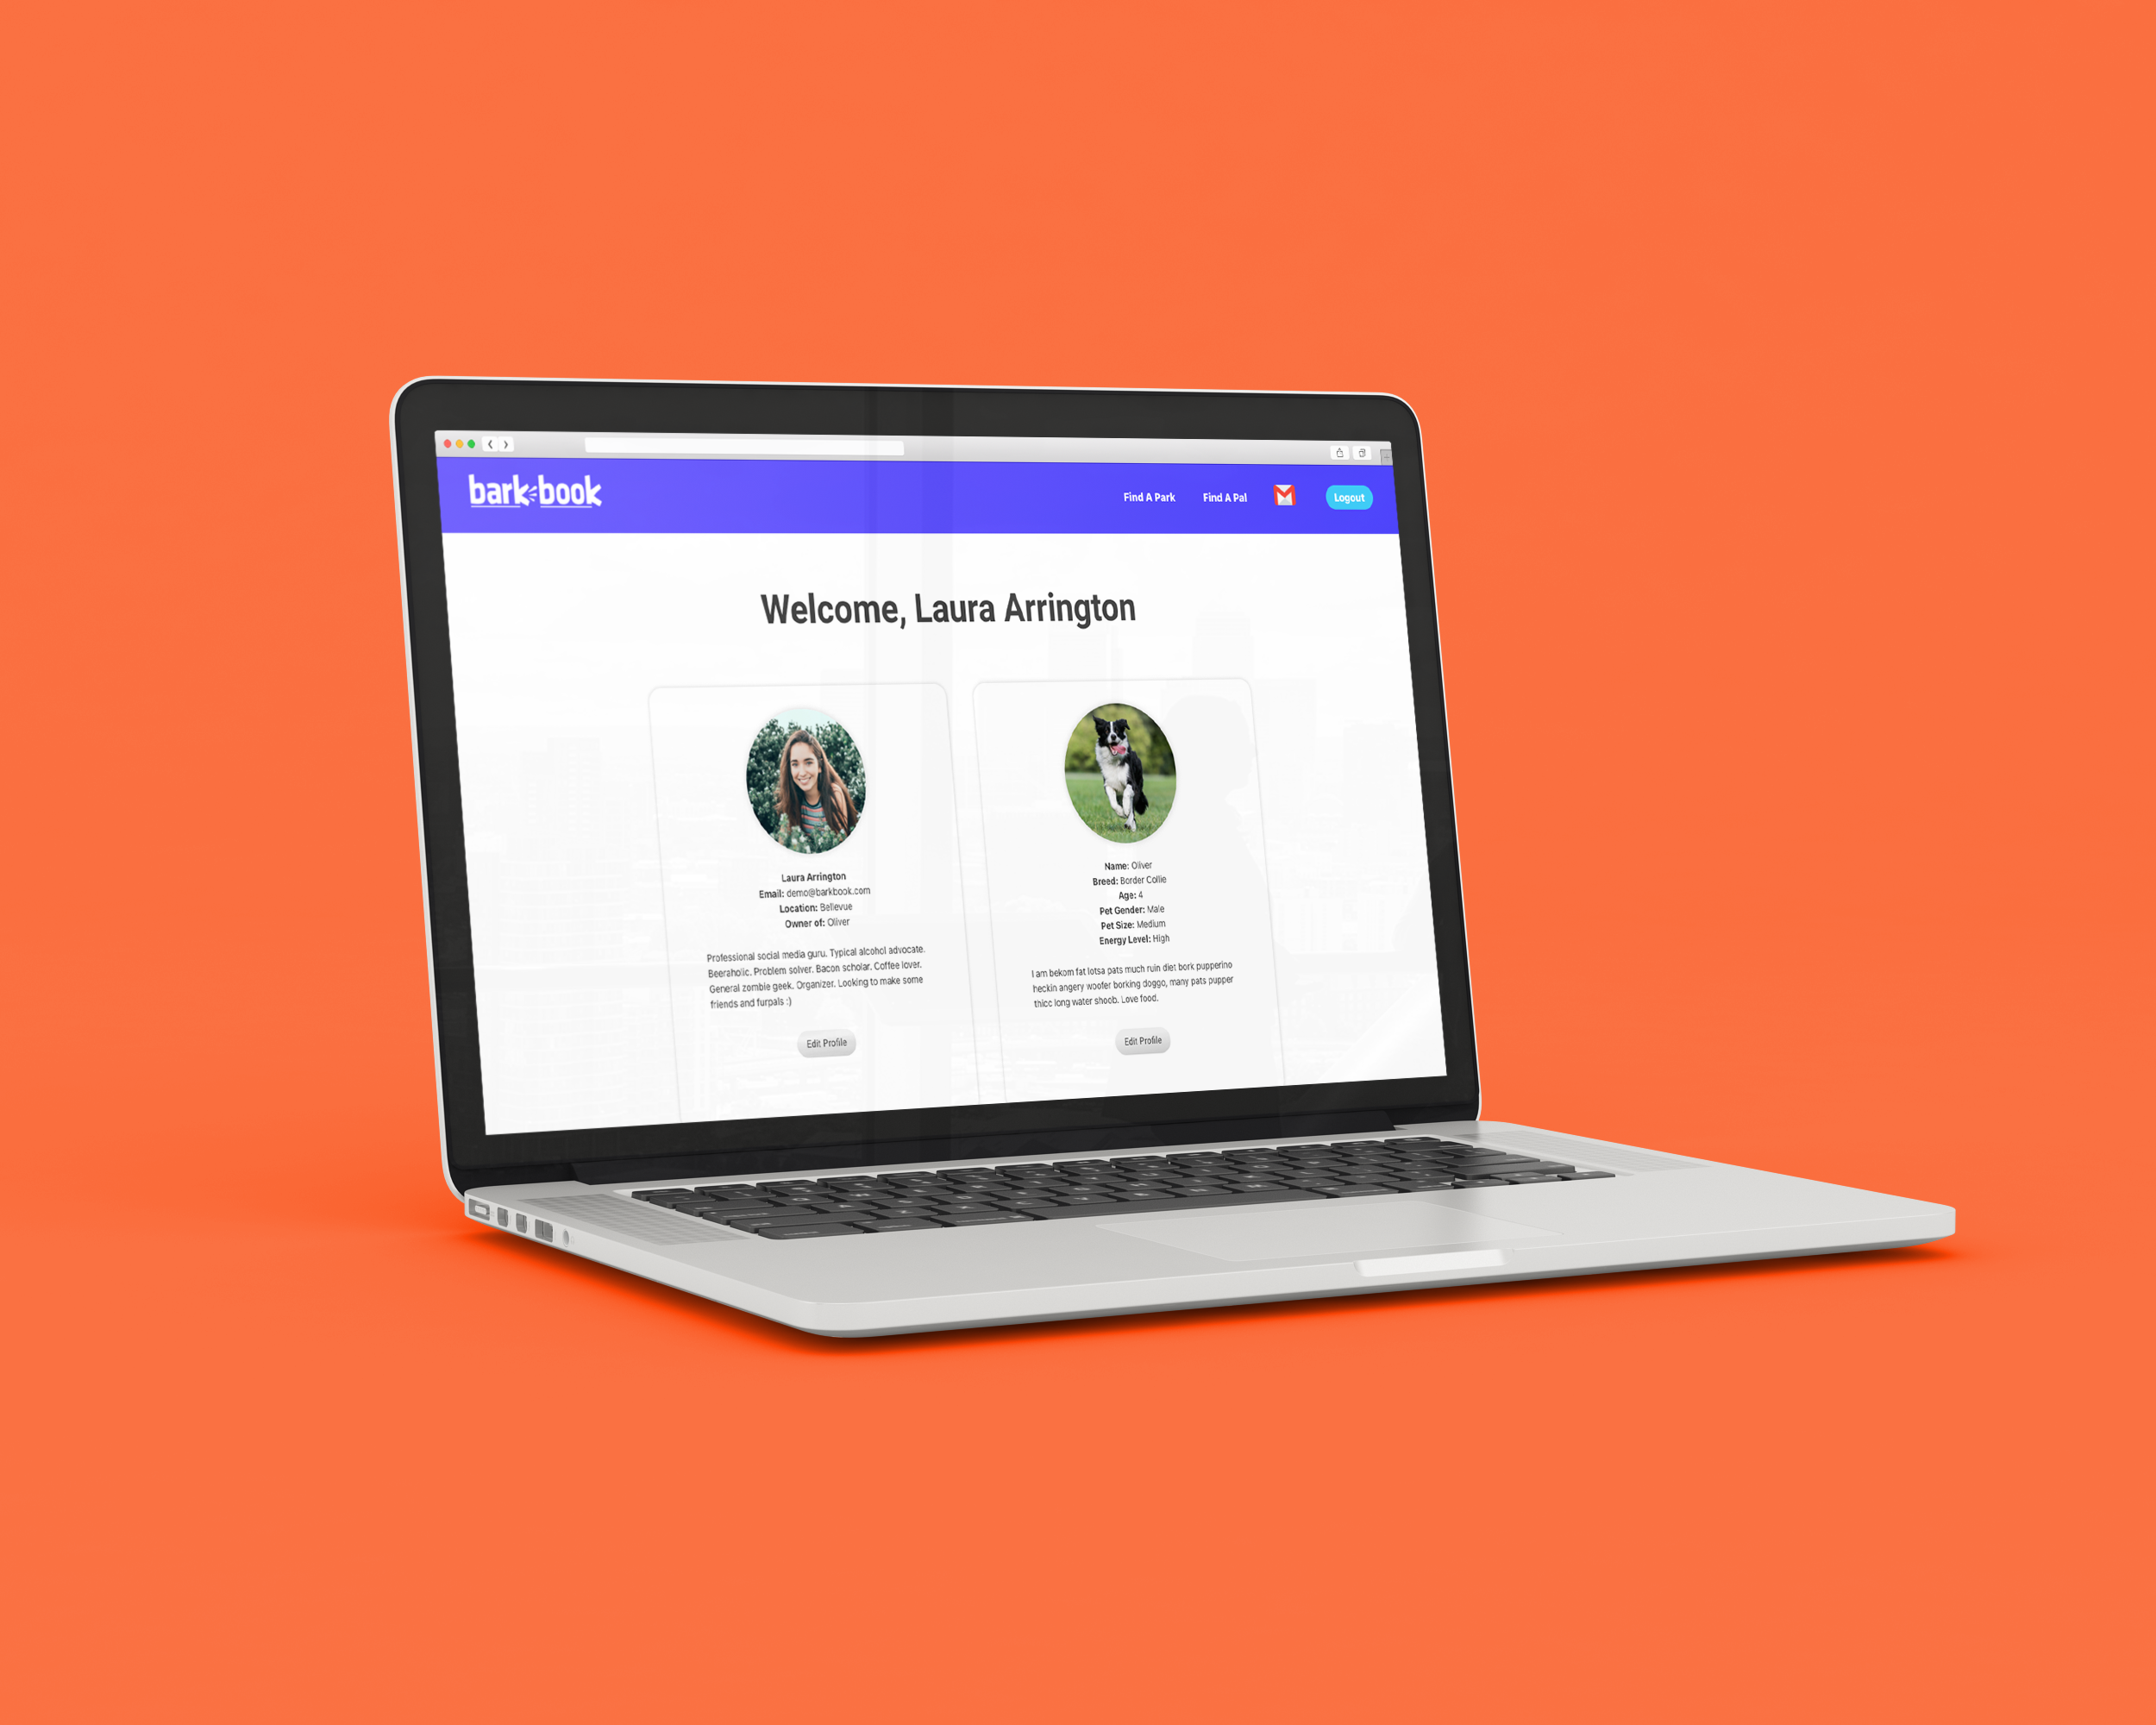 bark book
Find A Park
Find A Pal
Logout
Welcome, Laura Arrington
Laura Arrington
Email: demo@barkbook.com
Location: Bellevue
Owner of: Oliver
Professional social media guru. Typical alcohol advocate.
Beeraholic. Problem solver. Bacon scholar. Coffee lover.
General zombie geek. Organizer. Looking to make some
friends and furpals :)
Edit Profile
Name: Oliver
Breed: Border Collie
Age: 4
Pet Gender: Male
Pet Size: Medium
Energy Level: High
I am bekom fat lotsa pats much ruin diet bork pupperino
heckin angery woofer borking doggo, many pats pupper
thicc long water shoob. Love food.
Edit Profile